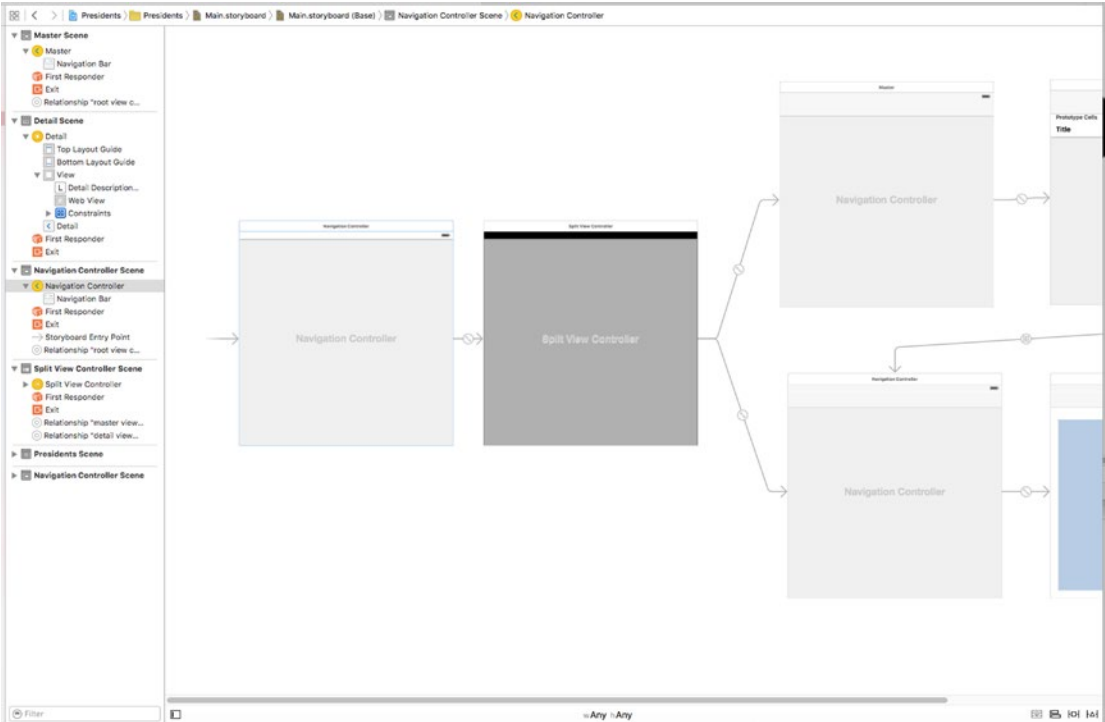 Presidents Presidents Main.storyboard Main.storyboard (Base) Navigation Controller Scene Navigation Controller
Master Scene
Master
Navigation Bar
First Responder
Exit
Relationship "root view c...
Detail Scene
Detail
Top Layout Guide
Bottom Layout Guide
View
L Detail Description...
Web View
Constraints
Detail
First Responder
Exit
Navigation Controller Scene
Navigation Controller
Navigation Bar
First Responder
Exit
Storyboard Entry Point
Relationship "root view c...
Split View Controller Scene
Split View Controller
First Responder
Exit
Relationship "master view...
Relationship "detail view...
Presidents Scene
Navigation Controller Scene
Filter
Navigation Controller
Navigation Controller
Split View Controller
Split View Controller
Master
Navigation Controller
Prototype Cells
Title
Navigation Controller
Navigation Controller
wAny hAny